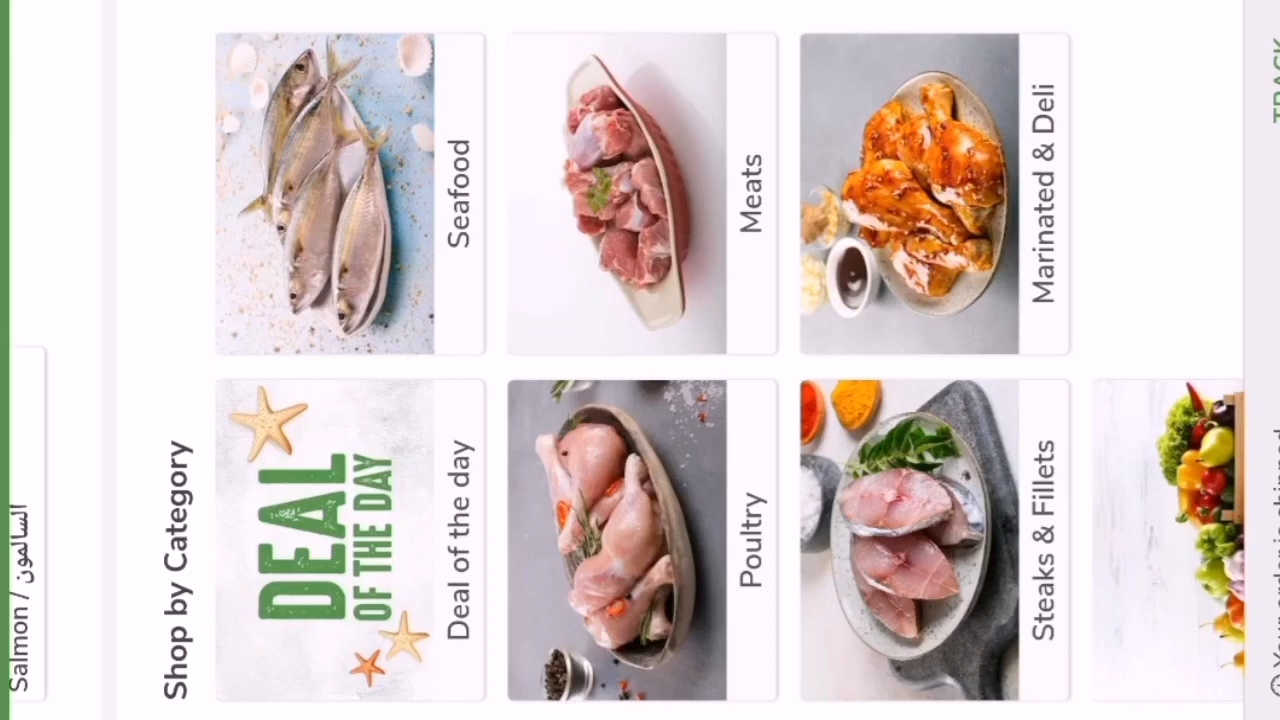 Salmon / السالمون
Shop by Category
DEAL
OF THE DAY
Deal of the day
Seafood
Poultry
Meats
Steaks & Fillets
Marinated & Deli
TRACK